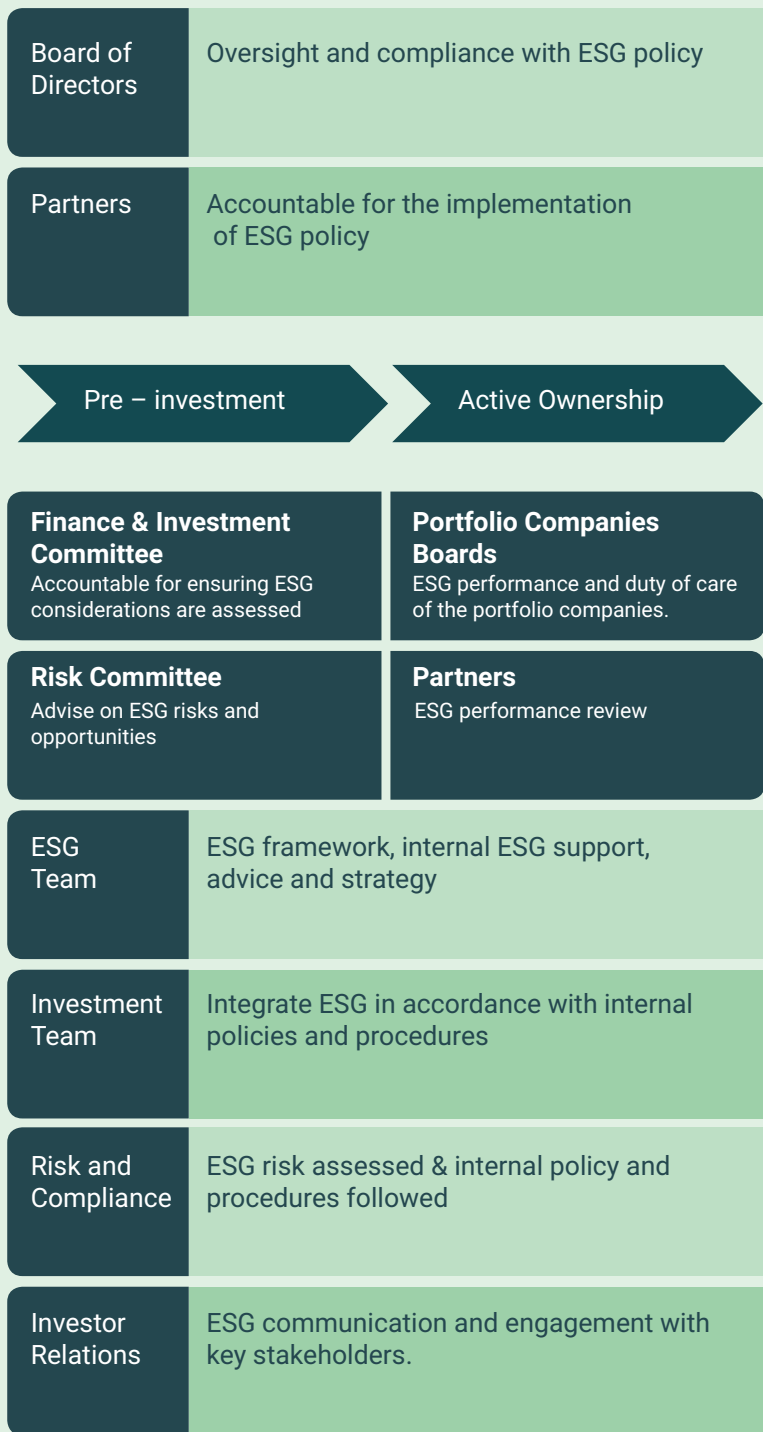 Board of
Directors
Oversight and compliance with ESG policy
Partners
Accountable for the implementation
of ESG policy
Pre – investment
Active Ownership
Finance & Investment
Committee
Accountable for ensuring ESG
considerations are assessed
Portfolio Companies
Boards
ESG performance and duty of care
of the portfolio companies.
Risk Committee
Advise on ESG risks and
opportunities
Partners
ESG performance review
ESG
Team
ESG framework, internal ESG support,
advice and strategy
Investment
Team
Integrate ESG in accordance with internal
policies and procedures
Risk and
Compliance
ESG risk assessed & internal policy and
procedures followed
Investor
Relations
ESG communication and engagement with
key stakeholders.